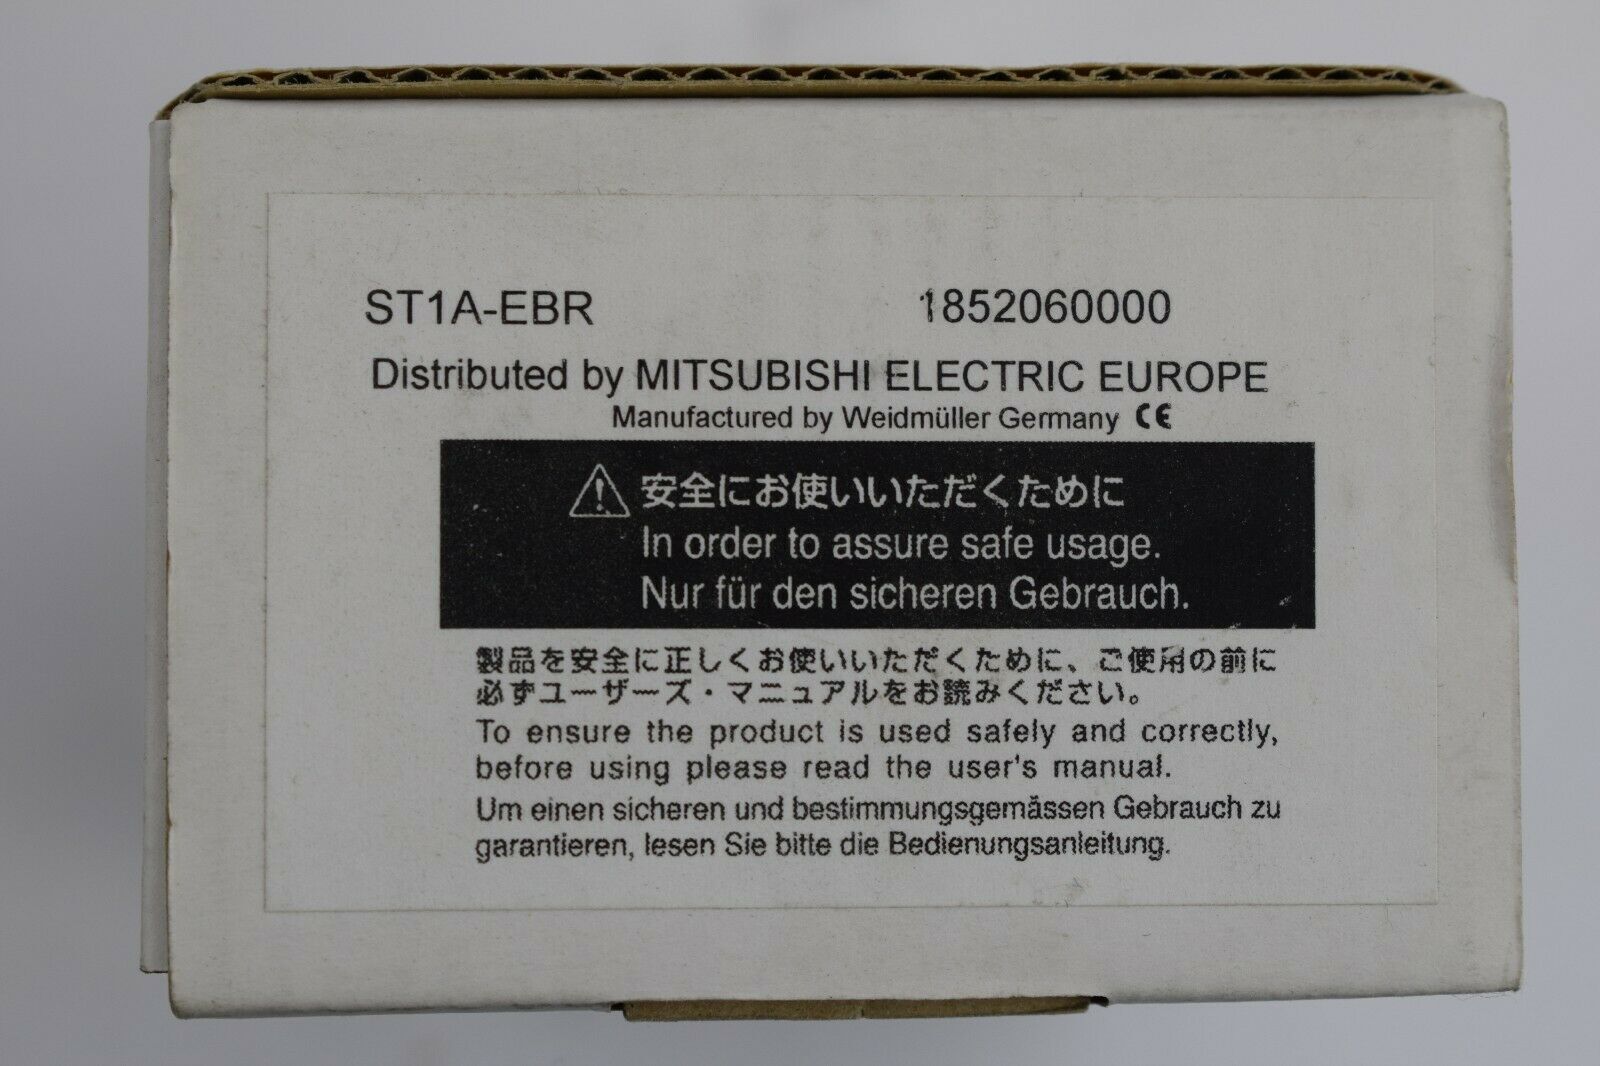 ST1A-EBR 1852060000
Distributed by MITSUBISHI ELECTRIC EUROPE
Manufactured by Weidmüller Germany CE
安全にお使いいただくために
In order to assure safe usage.
Nur für den sicheren Gebrauch.
製品を安全に正しくお使いいただくために、ご使用の前に
必ずユーザーズ・マニュアルをお読みください。
To ensure the product is used safely and correctly,
before using please read the user's manual.
Um einen sicheren und bestimmungsgemässen Gebrauch zu
garantieren, lesen Sie bitte die Bedienungsanleitung.